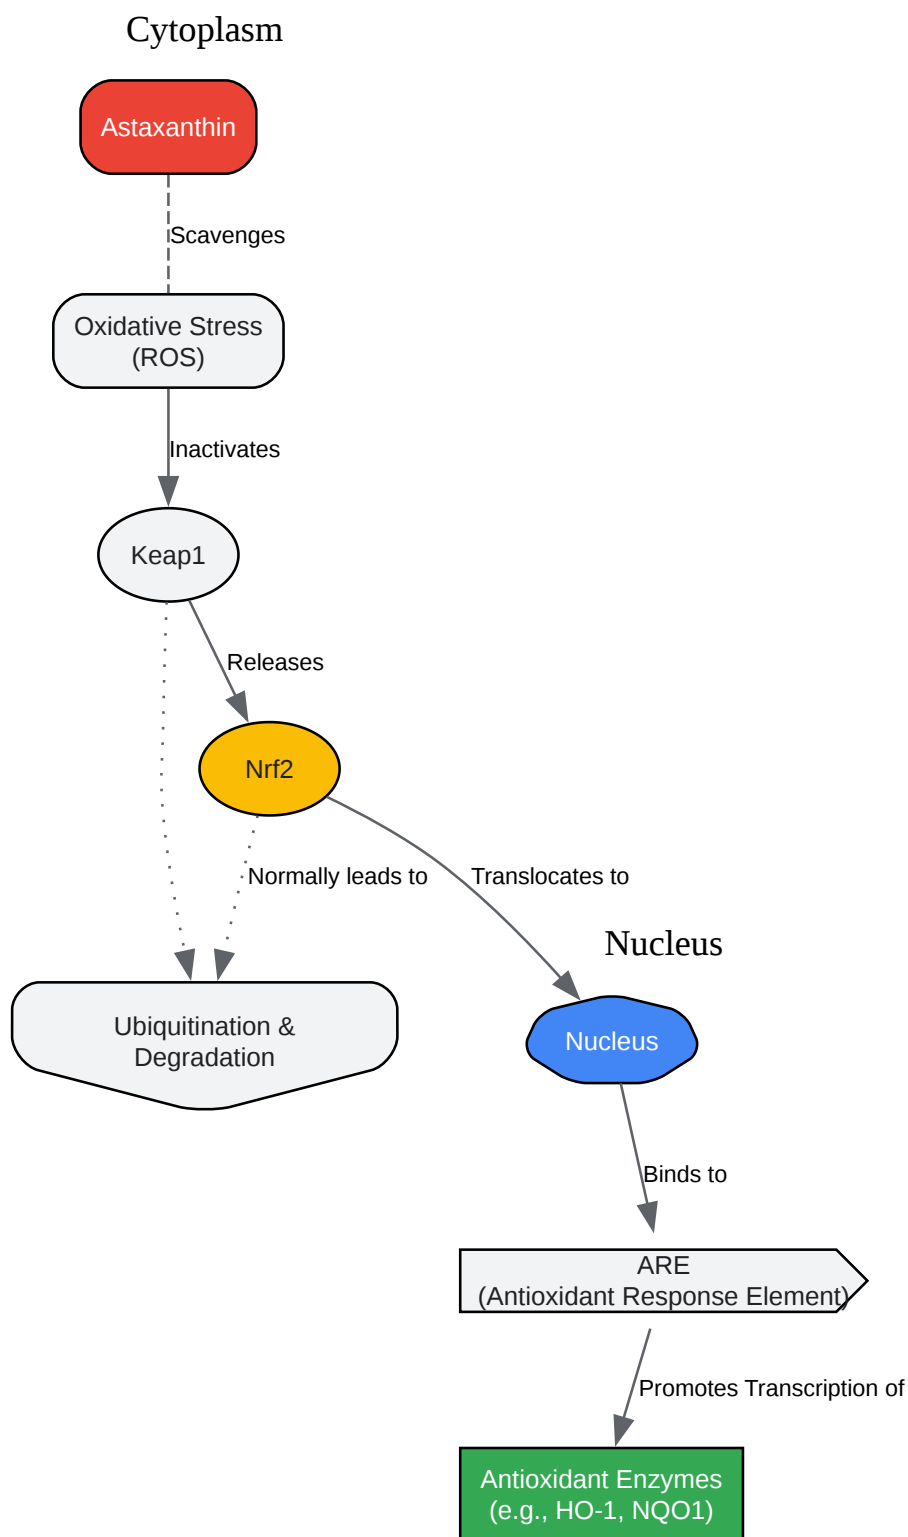 Cytoplasm
Astaxanthin
Scavenges
Oxidative Stress
(ROS)
Inactivates
Keap1
Releases
Nrf2
Normally leads to
Translocates to
Nucleus
Ubiquitination &
Degradation
Nucleus
Binds to
ARE
(Antioxidant Response Element)
Promotes Transcription of
Antioxidant Enzymes
(e.g., HO-1, NQO1)